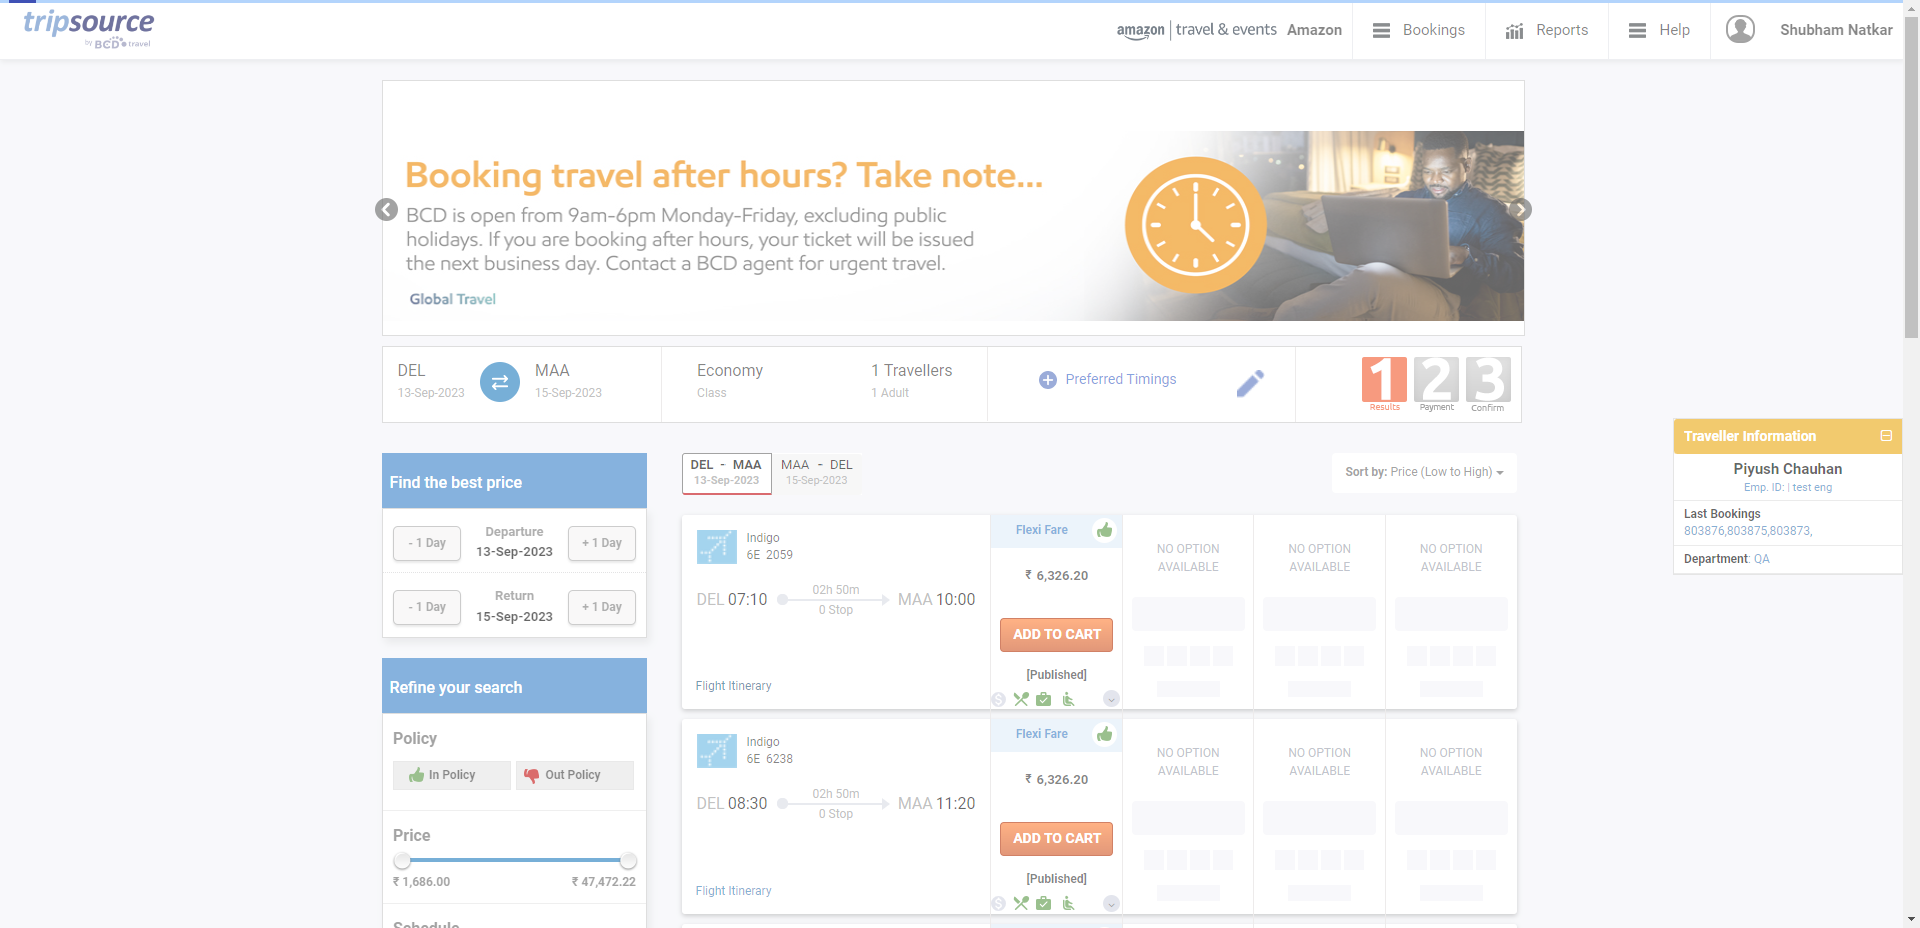 tripsource
by BCD travel
amazon | travel & events Amazon
Bookings
Reports
Help
Shubham Natkar
Booking travel after hours? Take note...
BCD is open from 9am-6pm Monday-Friday, excluding public
holidays. If you are booking after hours, your ticket will be issued
the next business day. Contact a BCD agent for urgent travel.
Global Travel
DEL
13-Sep-2023
MAA
15-Sep-2023
Economy
Class
1 Travellers
1 Adult
Preferred Timings
1 2 3
Results Payment Confirm
Traveller Information
Piyush Chauhan
Emp. ID: | test eng
Last Bookings
803876,803875,803873,
Department: QA
Find the best price
Departure
- 1 Day 13-Sep-2023 + 1 Day
Return
- 1 Day 15-Sep-2023 + 1 Day
Refine your search
Policy
In Policy Out Policy
Price
₹ 1,686.00 ₹ 47,472.22
Schedule
DEL - MAA
13-Sep-2023
MAA - DEL
15-Sep-2023
Sort by: Price (Low to High)
Indigo
6E 2059
DEL 07:10
02h 50m
0 Stop
MAA 10:00
Flight Itinerary
Flexi Fare
₹ 6,326.20
ADD TO CART
[Published]
NO OPTION
AVAILABLE
NO OPTION
AVAILABLE
NO OPTION
AVAILABLE
Indigo
6E 6238
DEL 08:30
02h 50m
0 Stop
MAA 11:20
Flight Itinerary
Flexi Fare
₹ 6,326.20
ADD TO CART
[Published]
NO OPTION
AVAILABLE
NO OPTION
AVAILABLE
NO OPTION
AVAILABLE